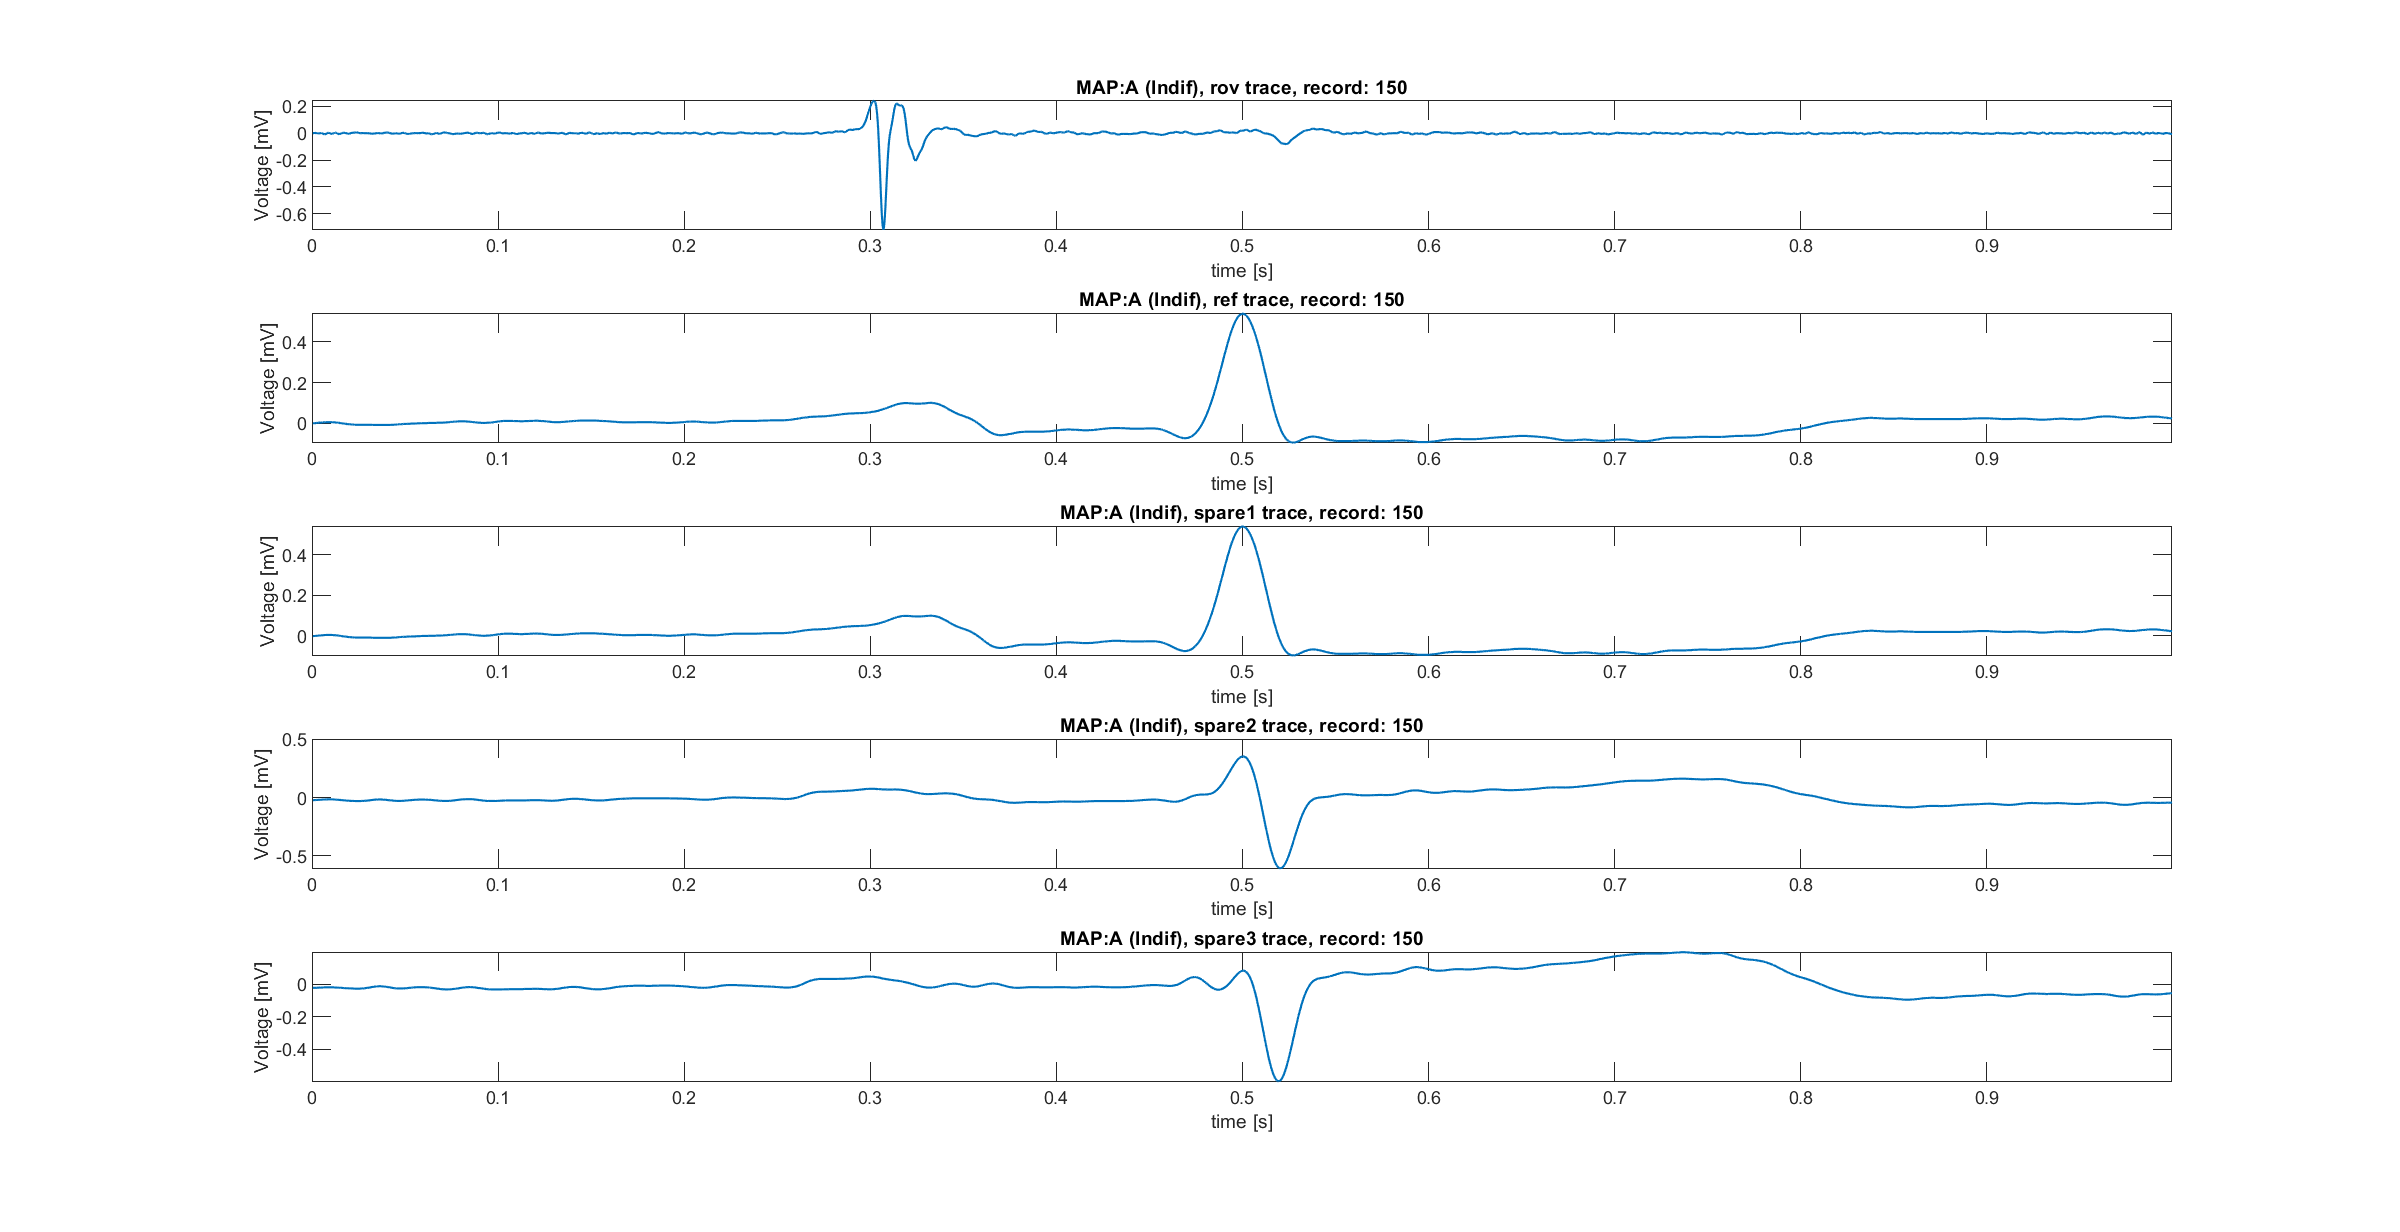 MAP:A (Indif), rov trace, record: 150
Voltage [mV]
0.2
0
-0.2
-0.4
-0.6
0 0.1 0.2 0.3 0.4 0.5 0.6 0.7 0.8 0.9
time [s]
MAP:A (Indif), ref trace, record: 150
Voltage [mV]
0.4
0.2
0
0 0.1 0.2 0.3 0.4 0.5 0.6 0.7 0.8 0.9
time [s]
MAP:A (Indif), spare1 trace, record: 150
Voltage [mV]
0.4
0.2
0
0 0.1 0.2 0.3 0.4 0.5 0.6 0.7 0.8 0.9
time [s]
MAP:A (Indif), spare2 trace, record: 150
Voltage [mV]
0.5
0
-0.5
0 0.1 0.2 0.3 0.4 0.5 0.6 0.7 0.8 0.9
time [s]
MAP:A (Indif), spare3 trace, record: 150
Voltage [mV]
0
-0.2
-0.4
0 0.1 0.2 0.3 0.4 0.5 0.6 0.7 0.8 0.9
time [s]